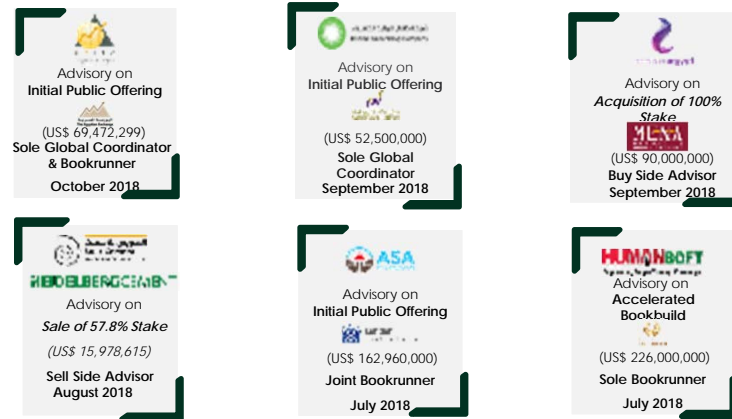 Advisory on
Initial Public Offering
(US$ 69,472,299)
Sole Global Coordinator
& Bookrunner
October 2018
Advisory on
Initial Public Offering
(US$ 52,500,000)
Sole Global
Coordinator
September 2018
Advisory on
Acquisition of 100%
Stake
MENA
(US$ 90,000,000)
Buy Side Advisor
September 2018
HEIDELBERGCEMENT
Advisory on
Sale of 57.8% Stake
(US$ 15,978,615)
Sell Side Advisor
August 2018
ASA
Advisory on
Initial Public Offering
(US$ 162,960,000)
Joint Bookrunner
July 2018
HUMANSOFT
Advisory on
Accelerated
Bookbuild
(US$ 226,000,000)
Sole Bookrunner
July 2018